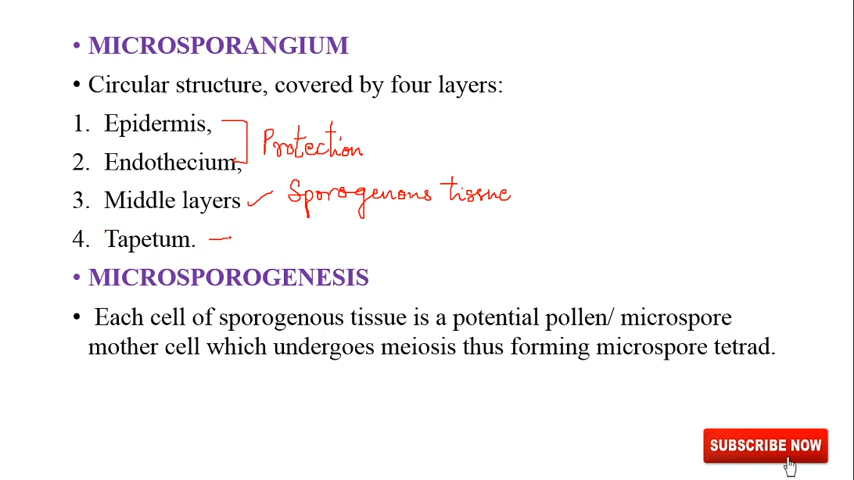 • MICROSPORANGIUM
• Circular structure, covered by four layers:
1. Epidermis,
Protection
2. Endothecium,
3. Middle layers ✓ Sporogenous tissue
4. Tapetum. —
• MICROSPOROGENESIS
• Each cell of sporogenous tissue is a potential pollen/ microspore
mother cell which undergoes meiosis thus forming microspore tetrad.
SUBSCRIBE NOW